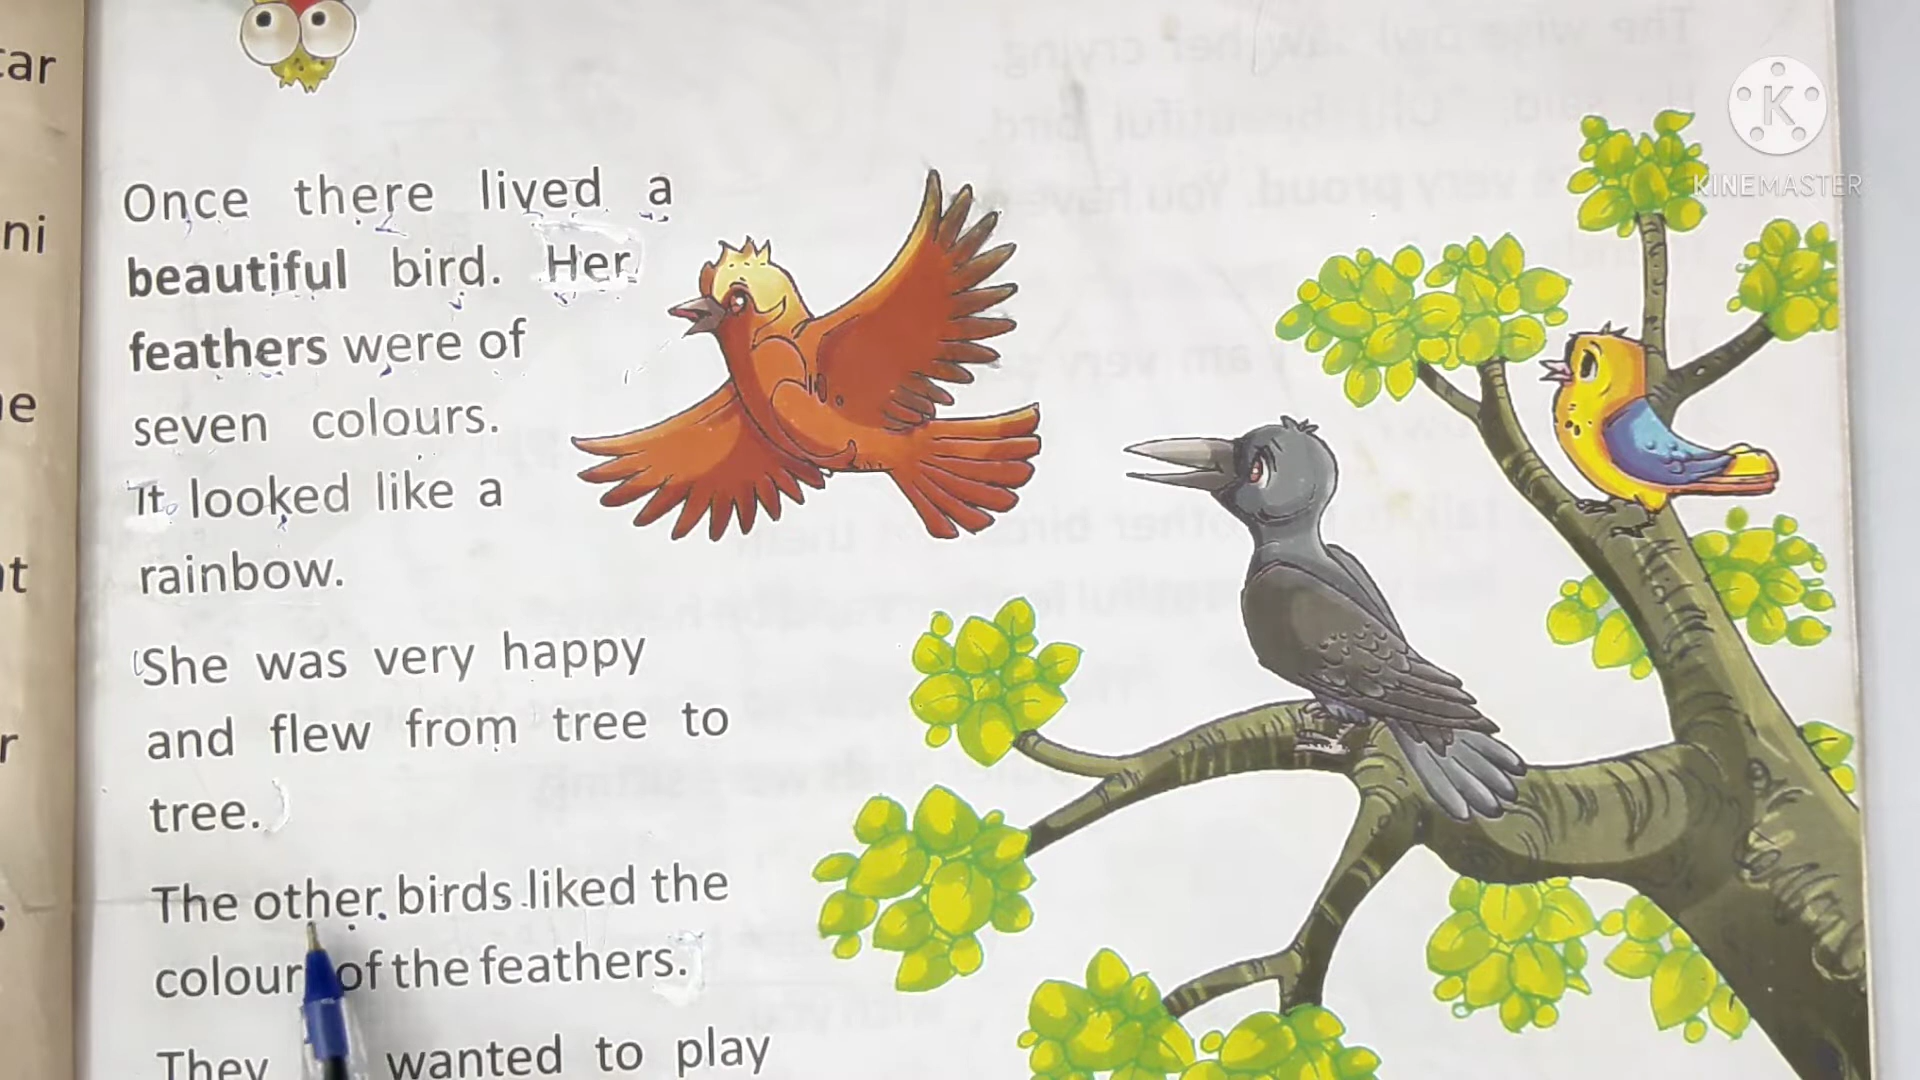 Once there lived a
beautiful bird. Her
feathers were of
seven colours.
It looked like a
rainbow.
She was very happy
and flew from tree to
tree.
The other birds liked the
colour of the feathers.
They wanted to play
car
ni
KINEMASTER